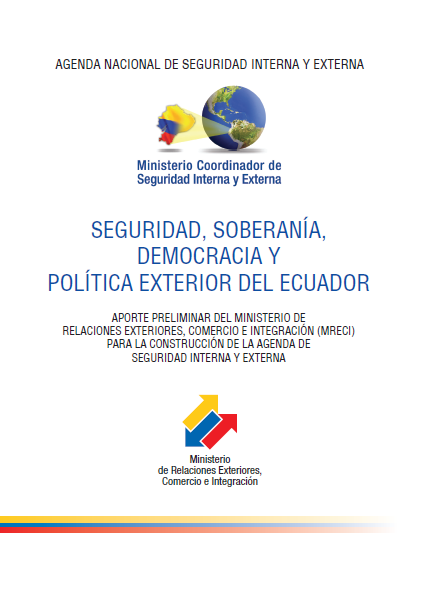 AGENDA NACIONAL DE SEGURIDAD INTERNA Y EXTERNA
Ministerio Coordinador de
Seguridad Interna y Externa
SEGURIDAD, SOBERANÍA,
DEMOCRACIA Y
POLÍTICA EXTERIOR DEL ECUADOR
APORTE PRELIMINAR DEL MINISTERIO DE
RELACIONES EXTERIORES, COMERCIO E INTEGRACIÓN (MRECI)
PARA LA CONSTRUCCIÓN DE LA AGENDA DE
SEGURIDAD INTERNA Y EXTERNA
Ministerio
de Relaciones Exteriores,
Comercio e Integración